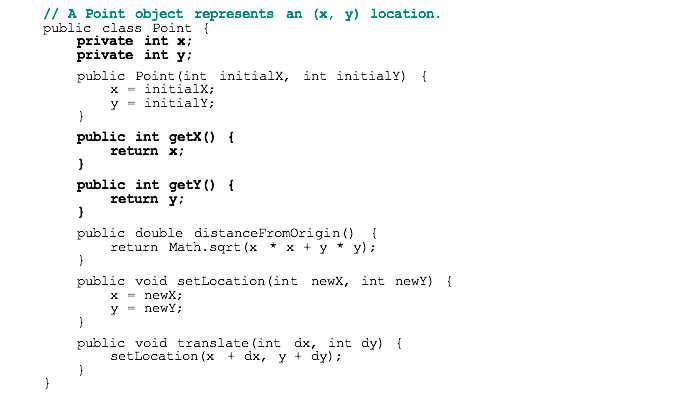 // A Point object represents an (x, y) location.
public class Point {
    private int x;
    private int y;
    public Point(int initialX, int initialY) {
        x = initialX;
        y = initialY;
    }
    public int getX() {
        return x;
    }
    public int getY() {
        return y;
    }
    public double distanceFromOrigin() {
        return Math.sqrt(x * x + y * y);
    }
    public void setLocation(int newX, int newY) {
        x = newX;
        y = newY;
    }
    public void translate(int dx, int dy) {
        setLocation(x + dx, y + dy);
    }
}